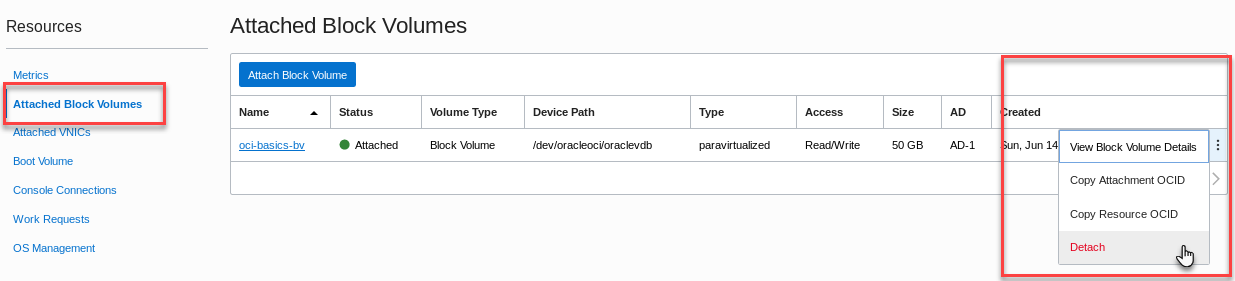 Resources
Metrics
Attached Block Volumes
Attached VNICs
Boot Volume
Console Connections
Work Requests
OS Management
Attached Block Volumes
Attach Block Volume
Name Status Volume Type Device Path Type Access Size AD Created
oci-basics-bv Attached Block Volume /dev/oracleoci/oraclevdb paravirtualized Read/Write 50 GB AD-1 Sun, Jun 14
View Block Volume Details
Copy Attachment OCID
Copy Resource OCID
Detach